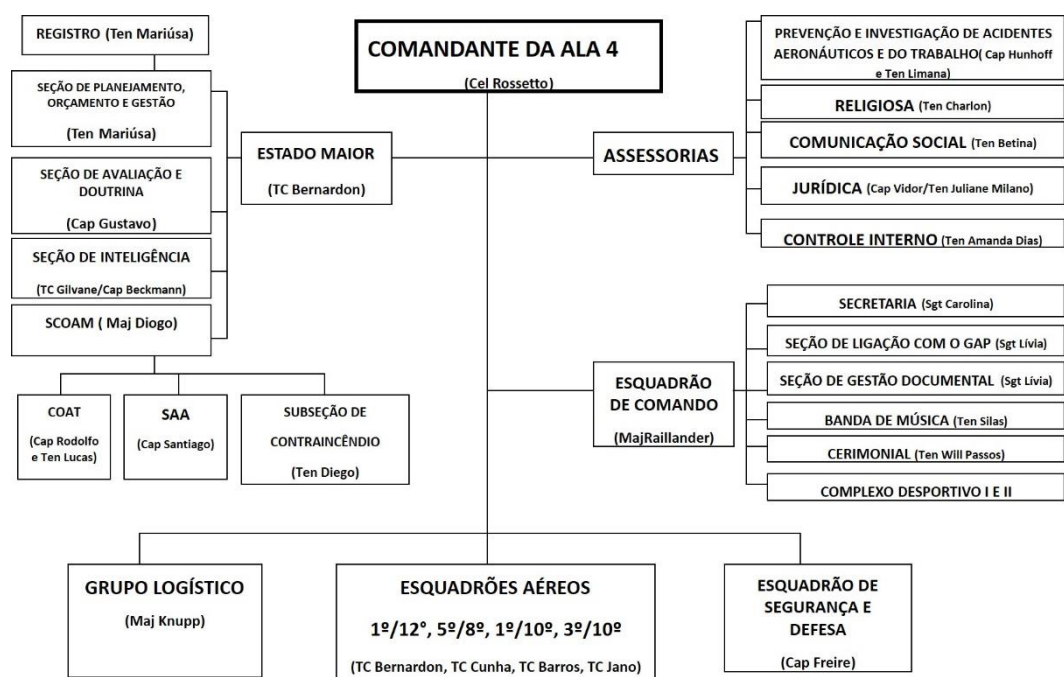 REGISTRO (Ten Mariúsa)
SEÇÃO DE PLANEJAMENTO,
ORÇAMENTO E GESTÃO
(Ten Mariúsa)
SEÇÃO DE AVALIAÇÃO E
DOUTRINA
(Cap Gustavo)
SEÇÃO DE INTELIGÊNCIA
(TC Gilvane/Cap Beckmann)
SCOAM ( Maj Diogo)
COAT
(Cap Rodolfo
e Ten Lucas)
SAA
(Cap Santiago)
SUBSEÇÃO DE
CONTRAINCÊNDIO
(Ten Diego)
ESTADO MAIOR
(TC Bernardon)
COMANDANTE DA ALA 4
(Cel Rossetto)
ASSESSORIAS
PREVENÇÃO E INVESTIGAÇÃO DE ACIDENTES
AERONÁUTICOS E DO TRABALHO( Cap Hunhoff
e Ten Limana)
RELIGIOSA (Ten Charlon)
COMUNICAÇÃO SOCIAL (Ten Betina)
JURÍDICA (Cap Vidor/Ten Juliane Milano)
CONTROLE INTERNO (Ten Amanda Dias)
ESQUADRÃO
DE COMANDO
(MajRaillander)
SECRETARIA (Sgt Carolina)
SEÇÃO DE LIGAÇÃO COM O GAP (Sgt Lívia)
SEÇÃO DE GESTÃO DOCUMENTAL (Sgt Lívia)
BANDA DE MÚSICA (Ten Silas)
CERIMONIAL (Ten Will Passos)
COMPLEXO DESPORTIVO I E II
GRUPO LOGÍSTICO
(Maj Knupp)
ESQUADRÕES AÉREOS
1º/12°, 5º/8º, 1º/10º, 3º/10º
(TC Bernardon, TC Cunha, TC Barros, TC Jano)
ESQUADRÃO DE
SEGURANÇA E
DEFESA
(Cap Freire)